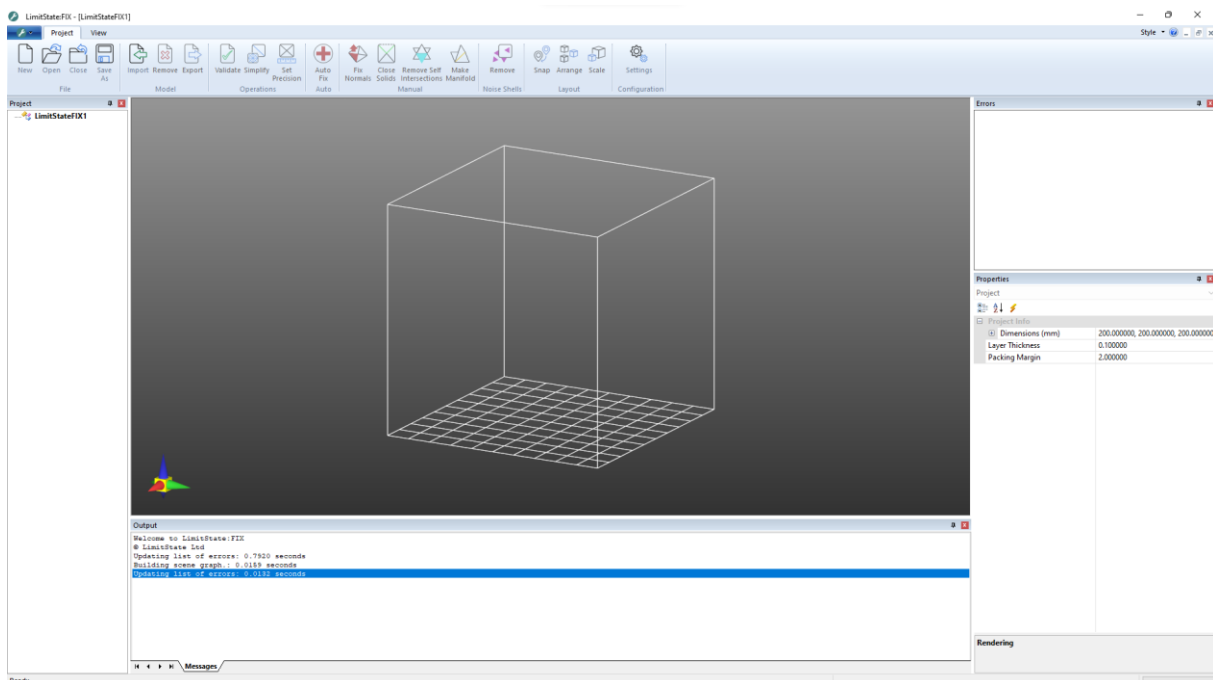 LimitState:FIX - [LimitStateFIX1]
Project View Style
New Open Close Save As Import Remove Export Validate Simplify Set Precision Auto Fix Fix Normals Close Solids Remove Self Intersections Make Manifold Remove Snap Arrange Scale Settings
File Model Operations Auto Manual Noise Shells Layout Configuration
Project
LimitStateFIX1
Errors
Properties
Project
Project Info
Dimensions (mm) 200.000000, 200.000000, 200.000000
Layer Thickness 0.100000
Packing Margin 2.000000
Rendering
Output
Welcome to LimitState:FIX
© LimitState Ltd
Updating list of errors: 0.7920 seconds
Building scene graph.: 0.0159 seconds
Updating list of errors: 0.0132 seconds
Messages
Ready